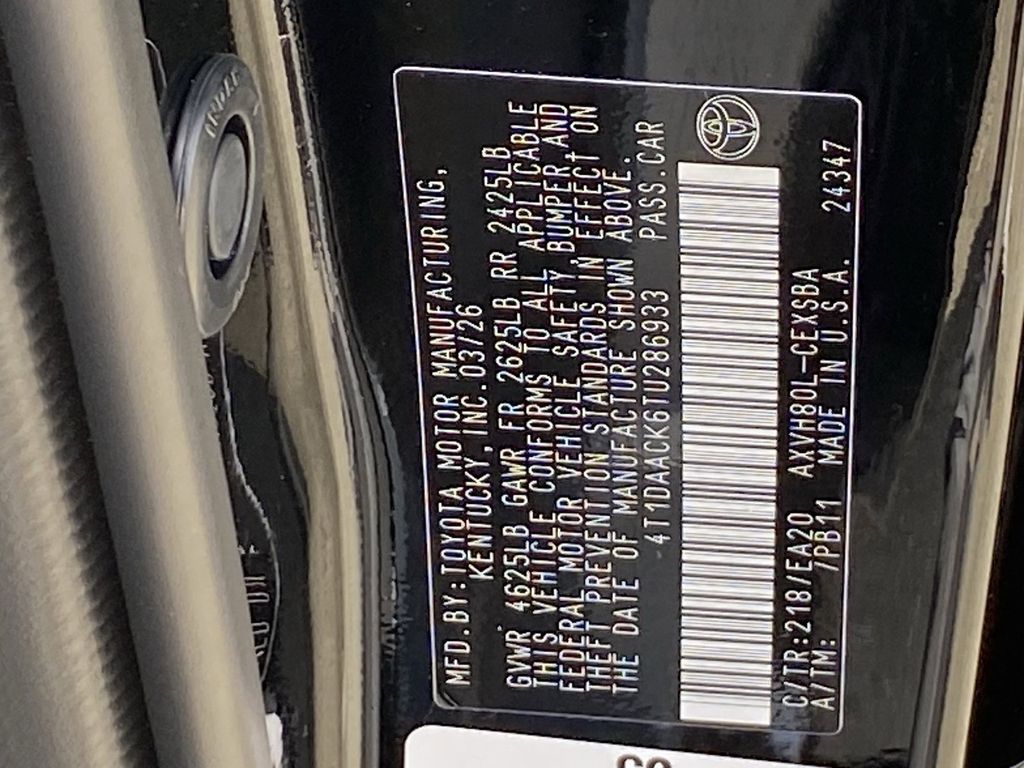 MFD.BY:TOYOTA MOTOR MANUFACTURING,
KENTUCKY,INC.03/26
GVWR 4625LB GAWR FR 2625LB RR 2425LB
THIS VEHICLE CONFORMS TO ALL APPLICABLE
FEDERAL MOTOR VEHICLE SAFETY,BUMPER,AND
THEFT PREVENTION STANDARDS IN EFFECT ON
THE DATE OF MANUFACTURE SHOWN ABOVE.
4T1DAACK6TU286933 PASS.CAR
C/TR:218/EA20 AXVH80L-CEXSBA
A/TM: /PB11 MADE IN U.S.A. 24347